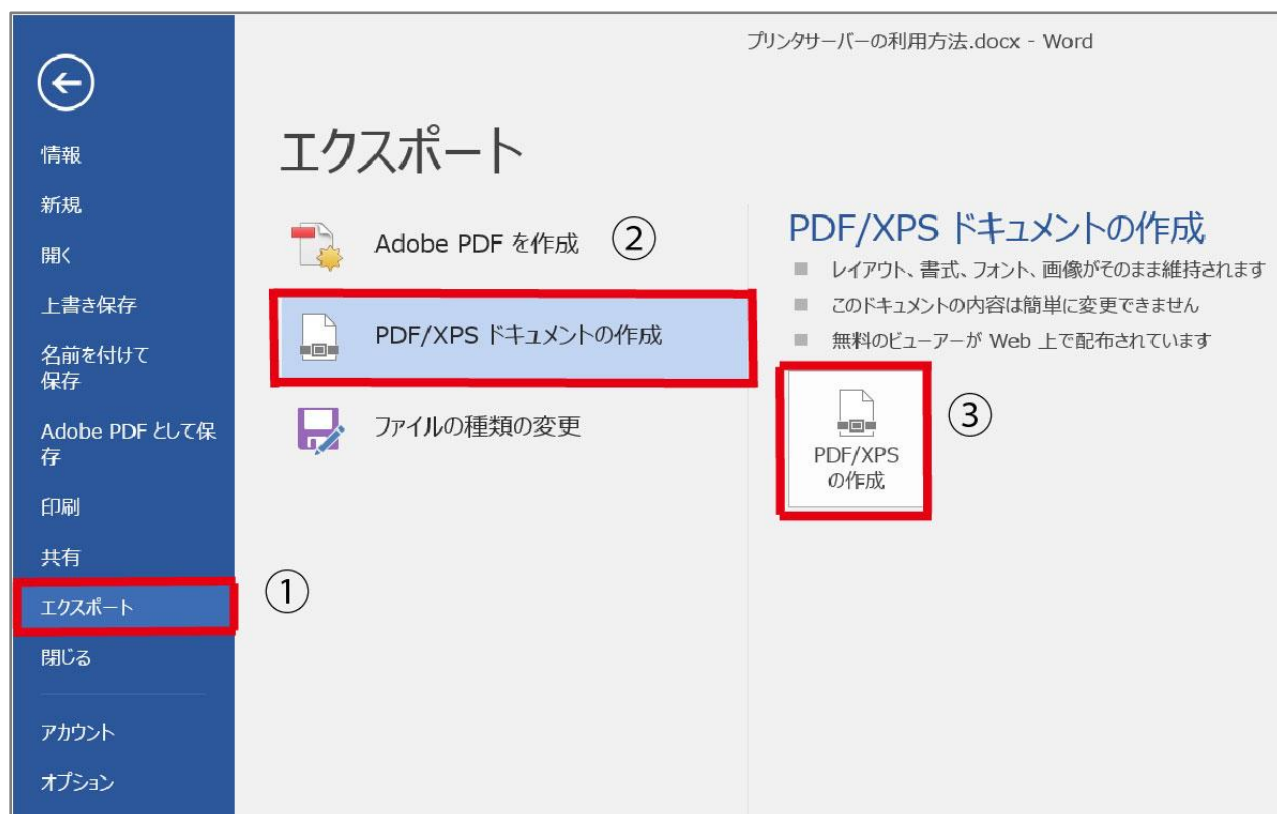 プリンタサーバーの利用方法.docx - Word
情報
新規
開く
上書き保存
名前を付けて
保存
Adobe PDF として保
存
印刷
共有
エクスポート
①
閉じる
アカウント
オプション
エクスポート
Adobe PDF を作成
②
PDF/XPS ドキュメントの作成
ファイルの種類の変更
PDF/XPS ドキュメントの作成
レイアウト、書式、フォント、画像がそのまま維持されます
このドキュメントの内容は簡単に変更できません
無料のビューアーが Web 上で配布されています
PDF/XPS
の作成
③